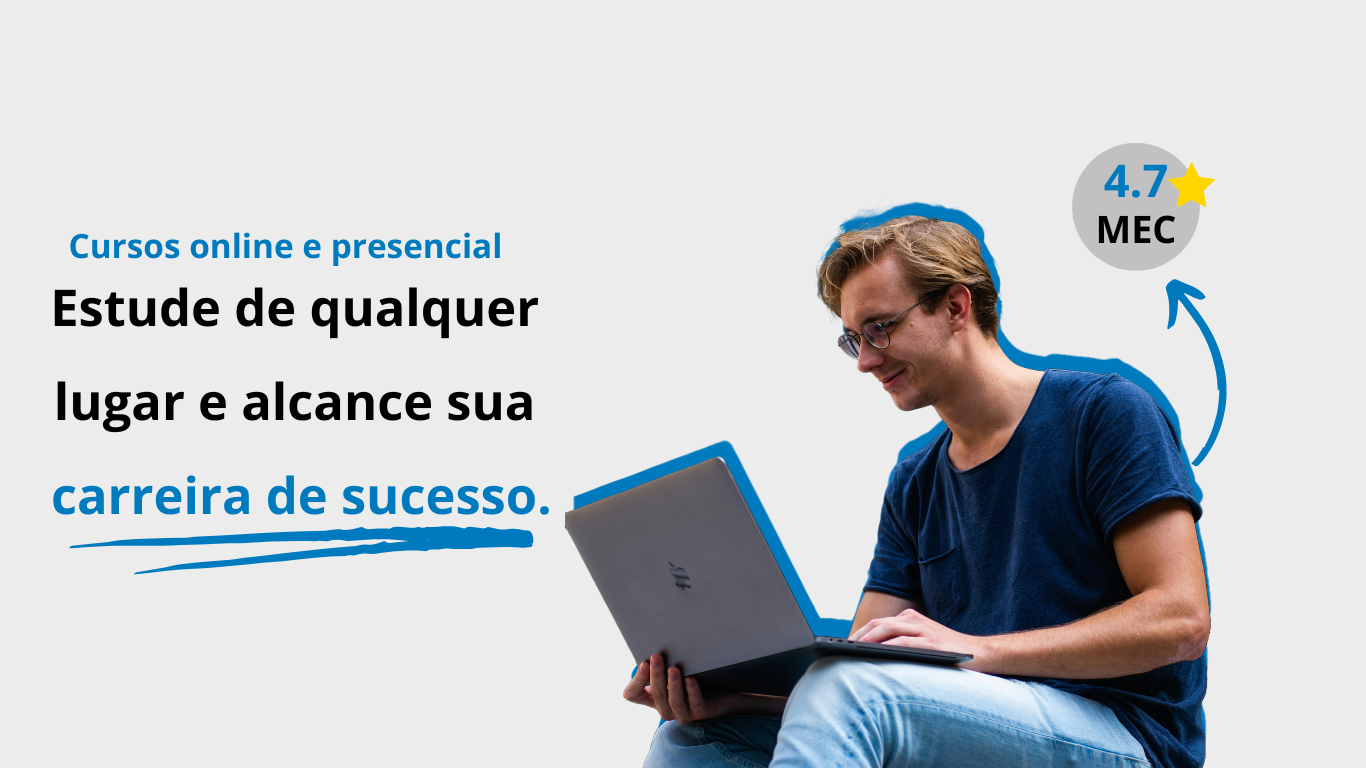 Cursos online e presencial
Estude de qualquer
lugar e alcance sua
carreira de sucesso.
4.7
MEC